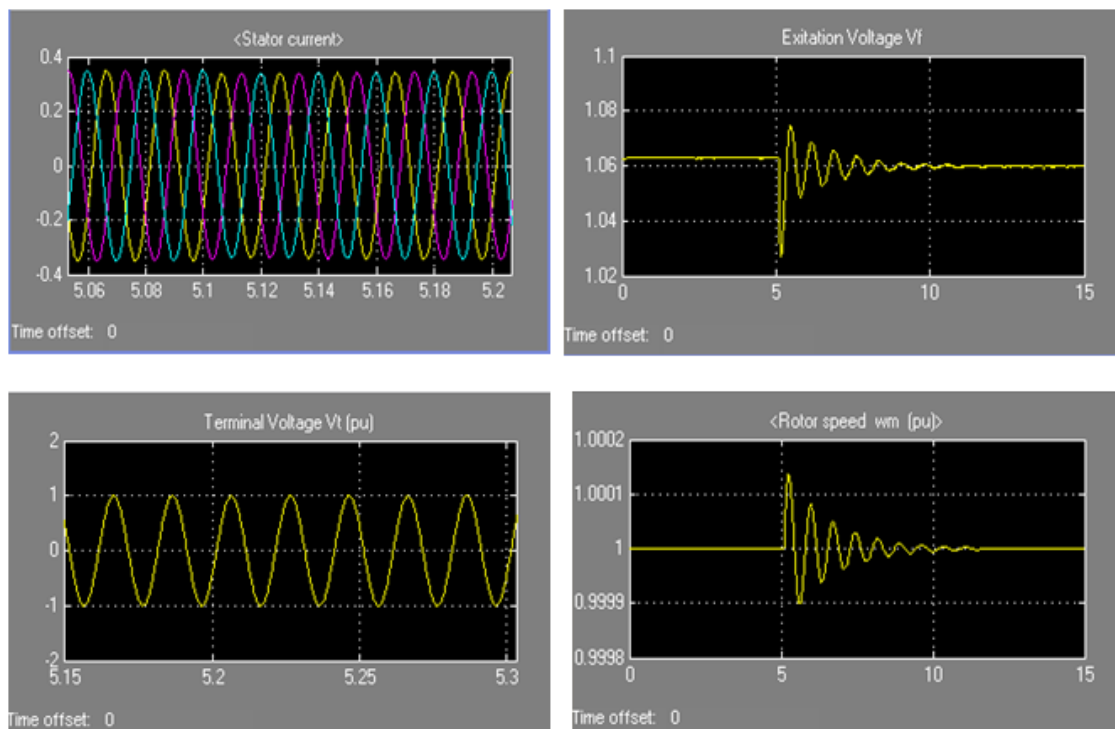 <Stator current>
0.4
0.2
0
-0.2
-0.4
5.06 5.08 5.1 5.12 5.14 5.16 5.18 5.2
Time offset: 0
Exitation Voltage Vf
1.1
1.08
1.06
1.04
1.02
0 5 10 15
Time offset: 0
Terminal Voltage Vt (pu)
2
1
0
-1
-2
5.15 5.2 5.25 5.3
Time offset: 0
<Rotor speed wm (pu)>
1.0002
1.0001
1
0.9999
0.9998
0 5 10 15
Time offset: 0